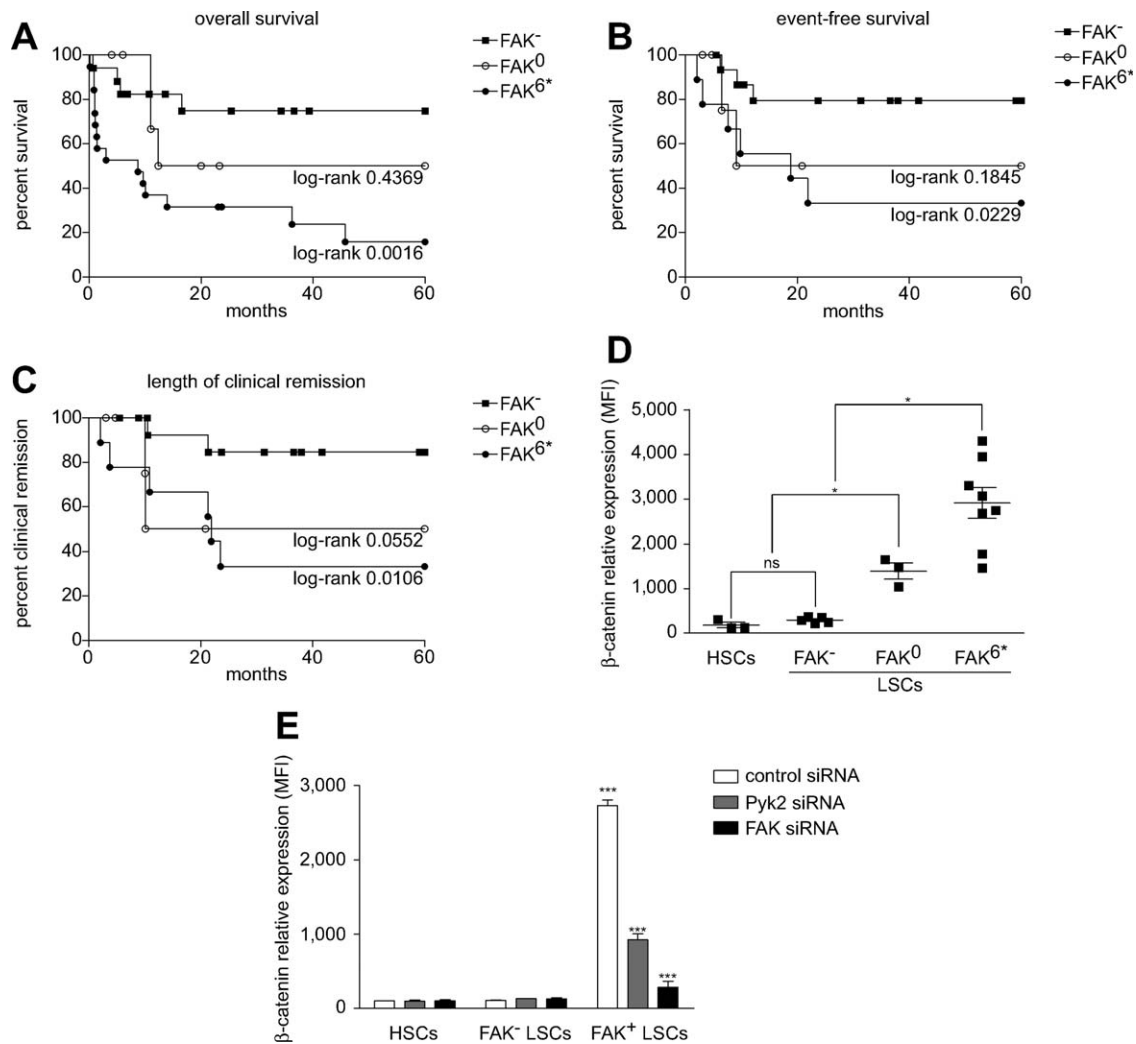 A
overall survival
percent survival
100
80
60
40
20
0
0 20 40 60
months
FAK⁻
FAK⁰
FAK⁶*
log-rank 0.4369
log-rank 0.0016
B
event-free survival
percent survival
100
80
60
40
20
0
0 20 40 60
months
FAK⁻
FAK⁰
FAK⁶*
log-rank 0.1845
log-rank 0.0229
C
length of clinical remission
percent clinical remission
100
80
60
40
20
0
0 20 40 60
months
FAK⁻
FAK⁰
FAK⁶*
log-rank 0.0552
log-rank 0.0106
D
β-catenin relative expression (MFI)
5,000
4,000
3,000
2,000
1,000
0
ns
*
*
HSCs FAK⁻ FAK⁰ FAK⁶*
LSCs
E
β-catenin relative expression (MFI)
3,000
2,000
1,000
0
***
***
***
HSCs FAK⁻ LSCs FAK⁺ LSCs
control siRNA
Pyk2 siRNA
FAK siRNA